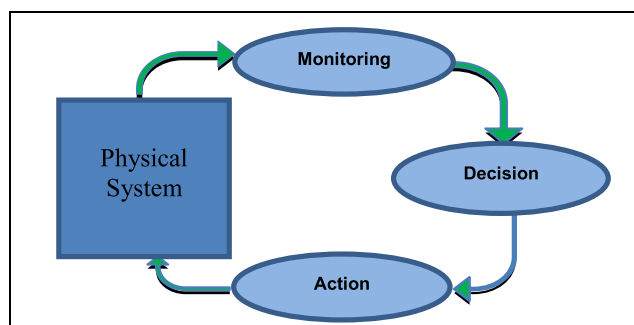 Monitoring
Physical
System
Decision
Action